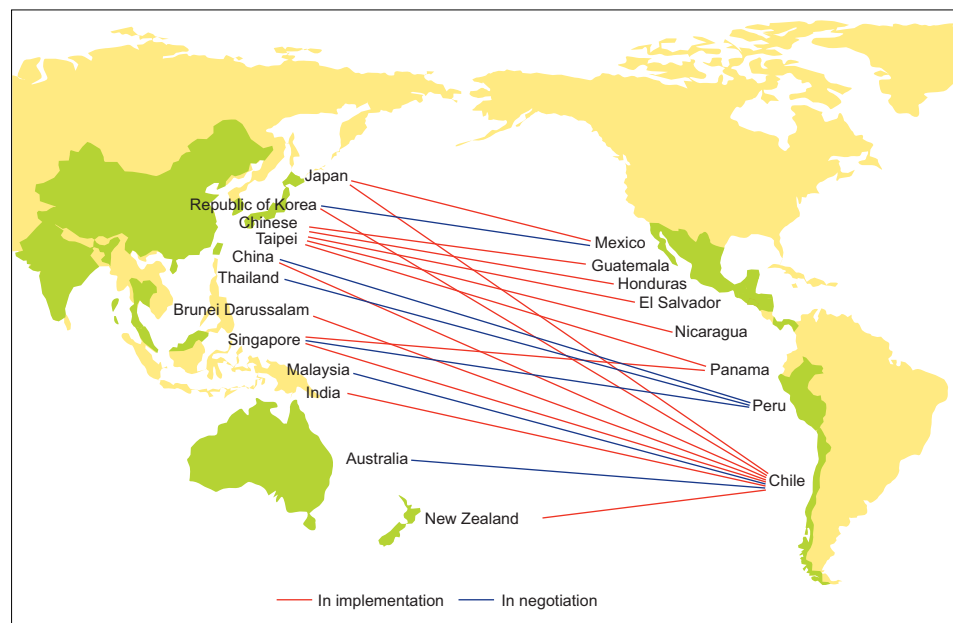 Japan
Republic of Korea
Chinese
Taipei
China
Thailand
Brunei Darussalam
Singapore
Malaysia
India
Australia
New Zealand
Mexico
Guatemala
Honduras
El Salvador
Nicaragua
Panama
Peru
Chile
In implementation
In negotiation